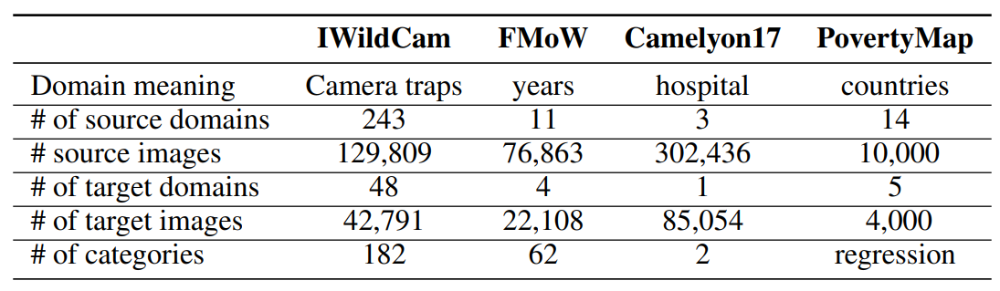 IWildCam FMoW Camelyon17 PovertyMap
Domain meaning Camera traps years hospital countries
# of source domains 243 11 3 14
# source images 129,809 76,863 302,436 10,000
# of target domains 48 4 1 5
# of target images 42,791 22,108 85,054 4,000
# of categories 182 62 2 regression